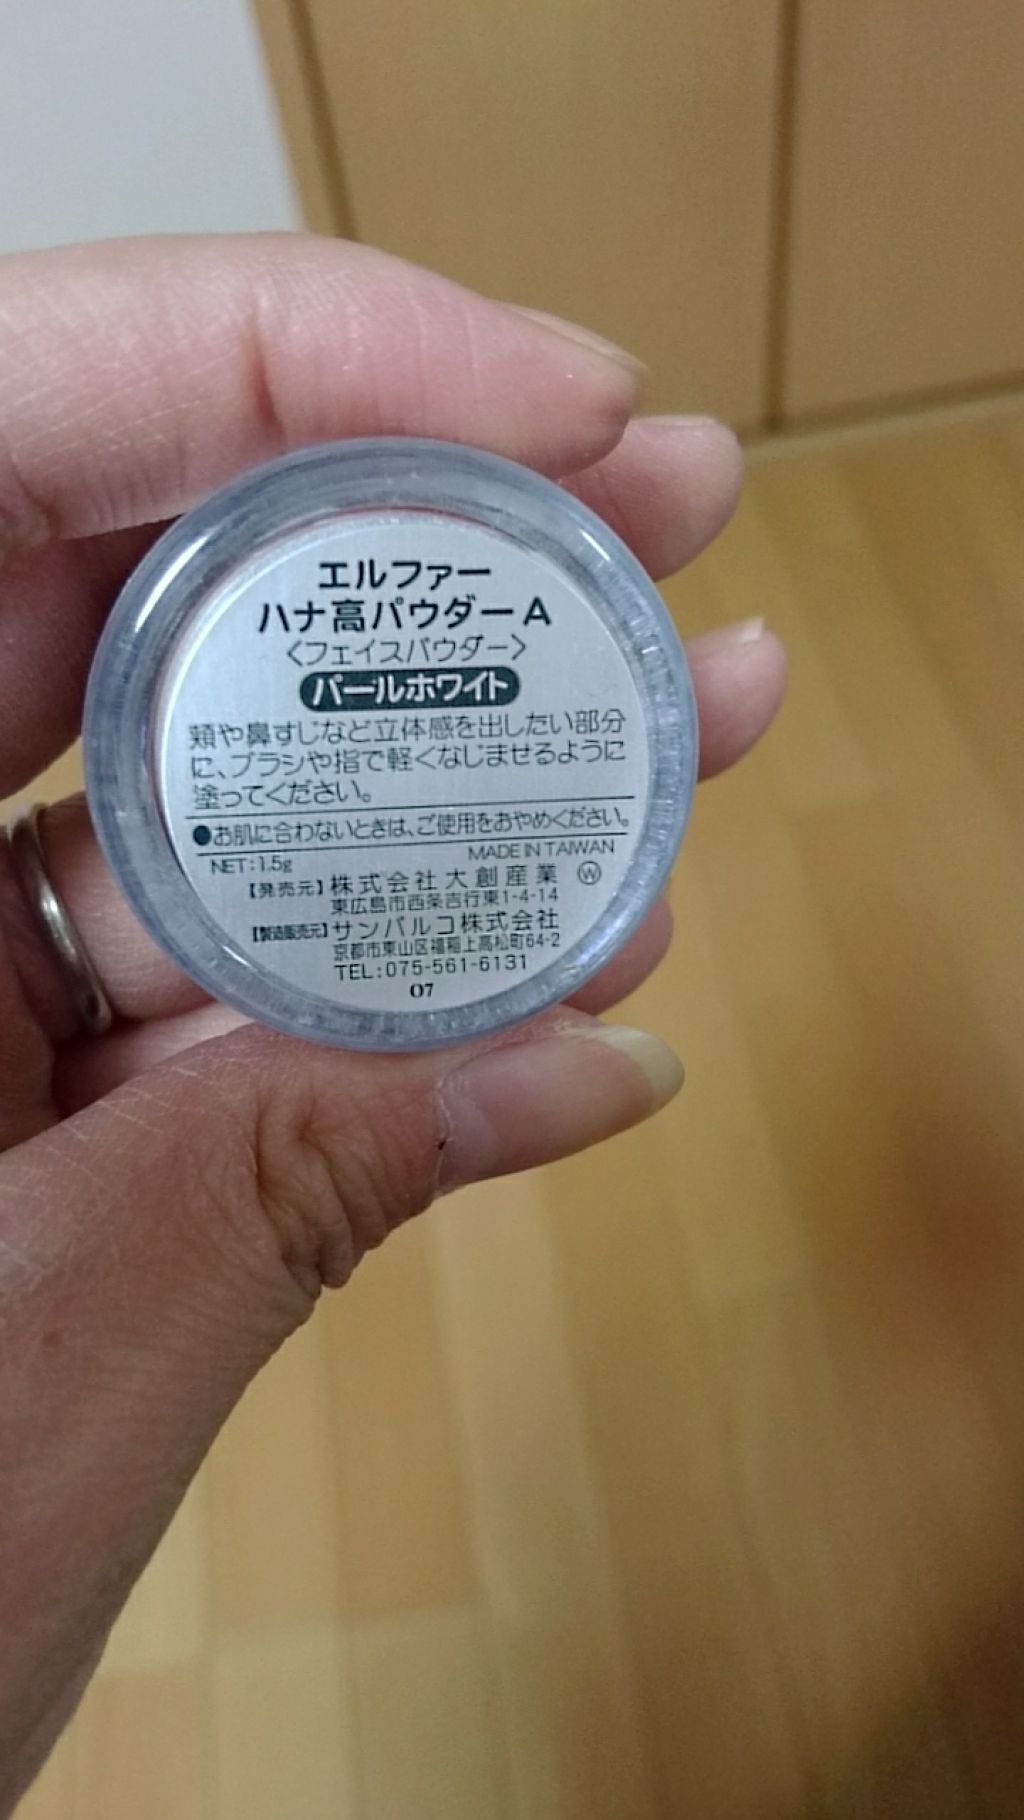 エルファー
ハナ高パウダーA
〈フェイスパウダー〉
パールホワイト
頬や鼻すじなど立体感を出したい部分
に、ブラシや指で軽くなじませるように
塗ってください。
●お肌に合わないときは、ご使用をおやめください。
NET:1.5g MADE IN TAIWAN
【発売元】株式会社大創産業 Ⓦ
東広島市西条吉行東1-4-14
【製造販売元】サンパルコ株式会社
京都市東山区福稲上高松町64-2
TEL:075-561-6131
07